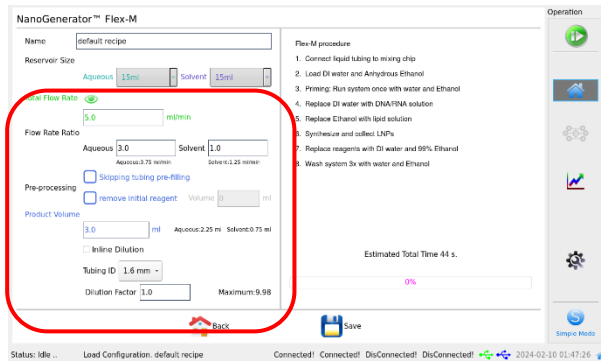 Operation
NanoGenerator™ Flex-M
Name default recipe
Reservoir Size
Aqueous 15ml Solvent 15ml
Total Flow Rate
5.0 ml/min
Flow Rate Ratio
Aqueous 3.0 Solvent 1.0
Aqueous:3.75 ml/min Solvent:1.25 ml/min
Pre-processing
Skipping tubing pre-filling
remove initial reagent Volume 0 ml
Product Volume
3.0 ml Aqueous:2.25 ml Solvent:0.75 ml
Inline Dilution
Tubing ID 1.6 mm
Dilution Factor 1.0 Maximum:9.98
Back
Flex-M procedure
1. Connect liquid tubing to mixing chip
2. Load DI water and Anhydrous Ethanol
3. Priming: Run system once with water and Ethanol
4. Replace DI water with DNA/RNA solution
5. Replace Ethanol with lipid solution
6. Synthesize and collect LNPs
7. Replace reagents with DI water and 99% Ethanol
8. Wash system 3x with water and Ethanol
Estimated Total Time 44 s.
0%
Save
Simple Mode
Status: Idle .. Load Configuration. default recipe Connected! Connected! DisConnected! DisConnected! 2024-02-10 01:47:26